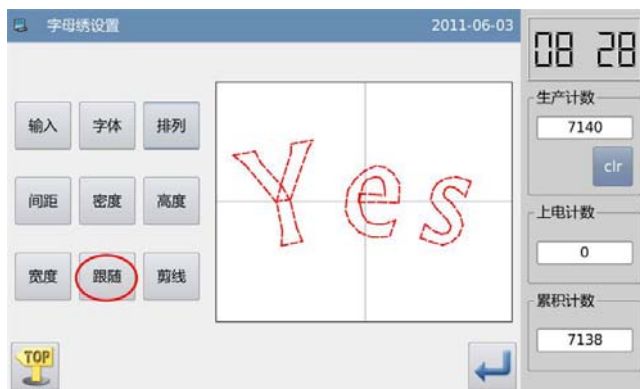 字母绣设置 2011-06-03
08 28
生产计数
7140
clr
上电计数
0
累积计数
7138
输入 字体 排列
间距 密度 高度
宽度 跟随 剪线
Yes
TOP